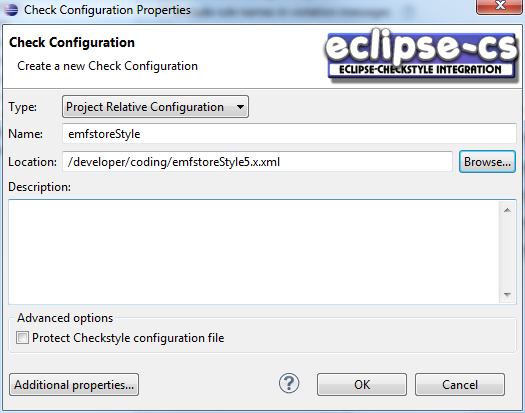 Check Configuration Properties
Check Configuration
Create a new Check Configuration
eclipse-cs
ECLIPSE-CHECKSTYLE INTEGRATION
Type: Project Relative Configuration
Name: emfstoreStyle
Location: /developer/coding/emfstoreStyle5.x.xml Browse...
Description:
Advanced options
Protect Checkstyle configuration file
Additional properties... ? OK Cancel